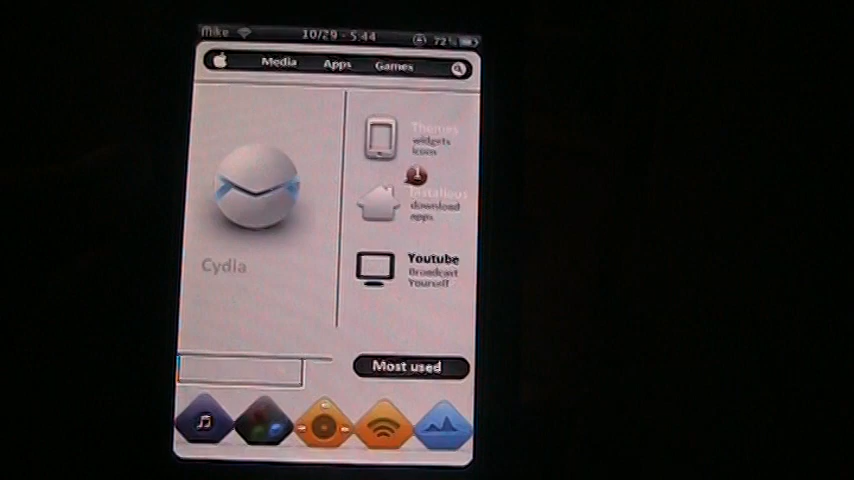 Mike 10/29 - 5:44 72%
Media Apps Games
Themes
widgets
icons
1
Installous
download
apps
Cydia
Youtube
Broadcast
Yourself
Most used